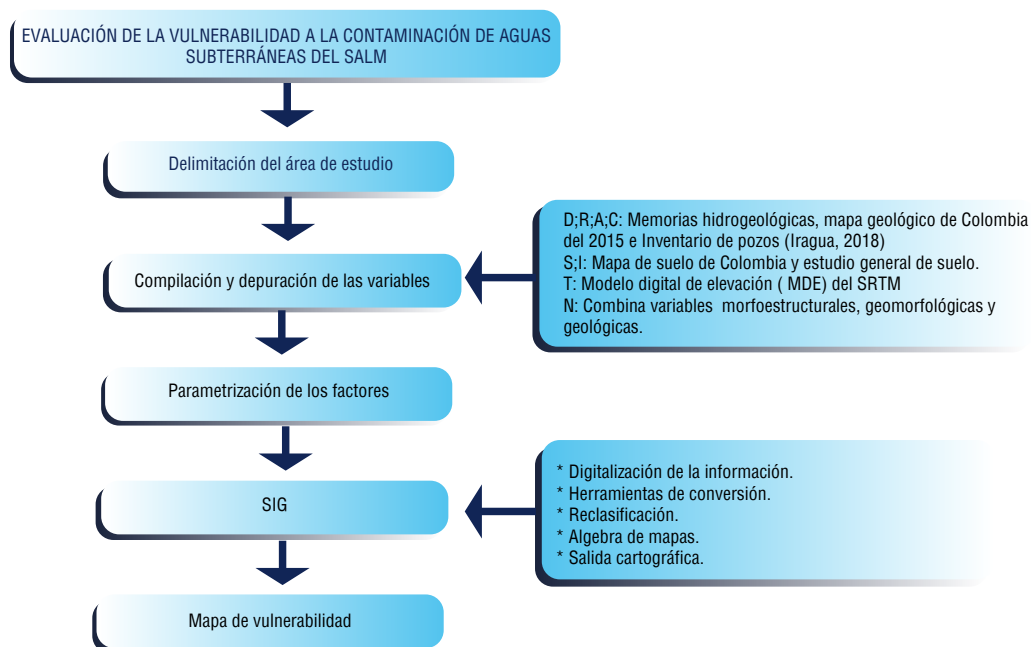 EVALUACIÓN DE LA VULNERABILIDAD A LA CONTAMINACIÓN DE AGUAS
SUBTERRÁNEAS DEL SALM
Delimitación del área de estudio
Compilación y depuración de las variables
D;R;A;C: Memorias hidrogeológicas, mapa geológico de Colombia
del 2015 e Inventario de pozos (Iragua, 2018)
S;I: Mapa de suelo de Colombia y estudio general de suelo.
T: Modelo digital de elevación ( MDE) del SRTM
N: Combina variables morfoestructurales, geomorfológicas y
geológicas.
Parametrización de los factores
SIG
* Digitalización de la información.
* Herramientas de conversión.
* Reclasificación.
* Algebra de mapas.
* Salida cartográfica.
Mapa de vulnerabilidad